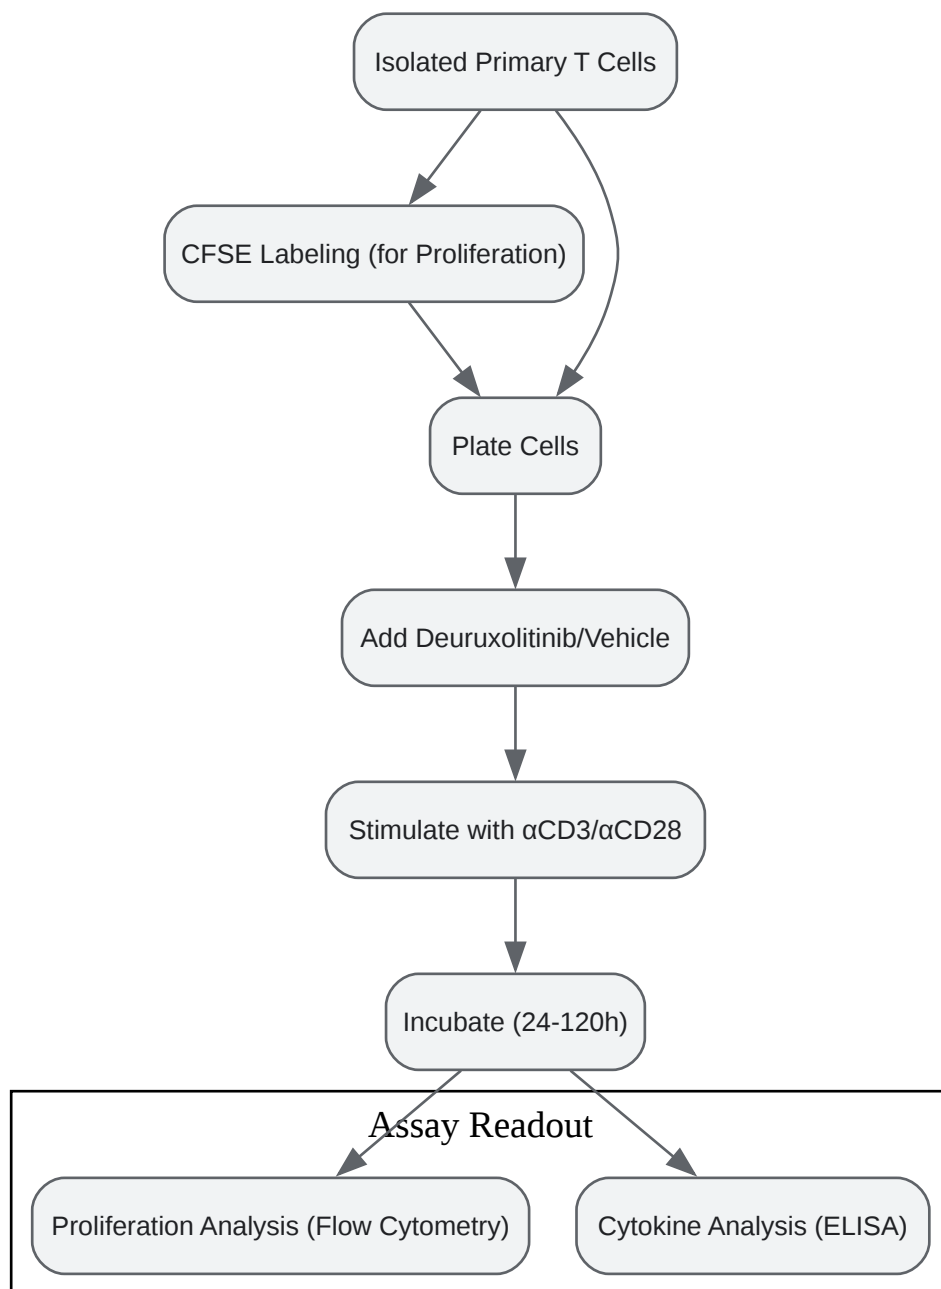 Isolated Primary T Cells
CFSE Labeling (for Proliferation)
Plate Cells
Add Deuruxolitinib/Vehicle
Stimulate with αCD3/αCD28
Incubate (24-120h)
Assay Readout
Proliferation Analysis (Flow Cytometry)
Cytokine Analysis (ELISA)